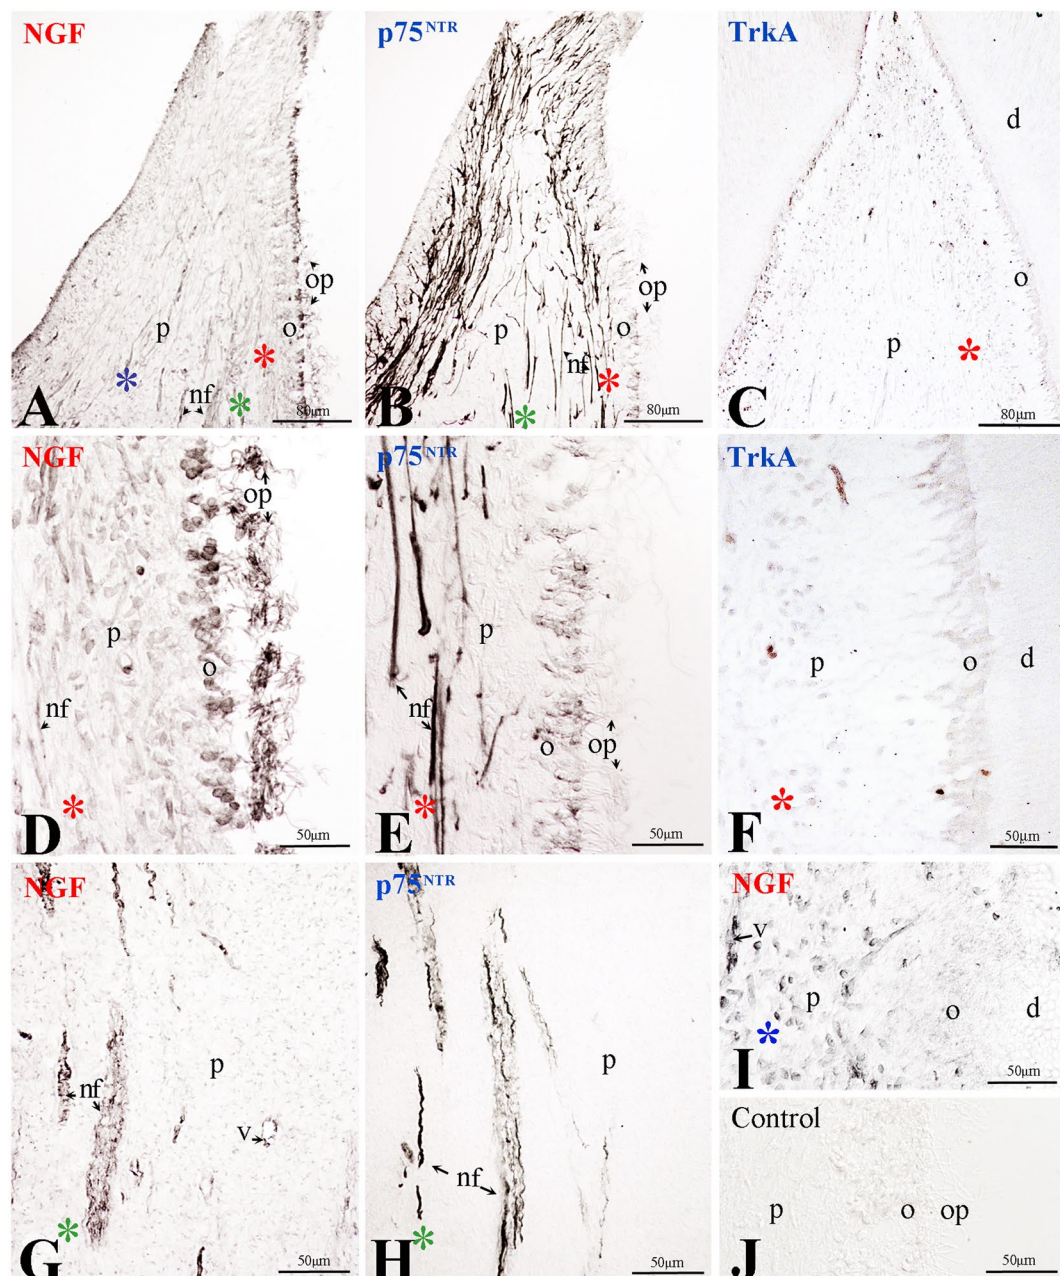 NGF
p75NTR
TrkA
d
op
op
p
o
p
o
o
nf
nf
p
A
B
C
80µm
80µm
80µm
NGF
p75NTR
TrkA
op
p
p
o
p
o
d
nf
nf
o
op
D
E
F
50µm
50µm
50µm
NGF
p75NTR
NGF
v
p
p
p
o
d
nf
v
I
50µm
Control
nf
p
o
op
G
H
J
50µm
50µm
50µm